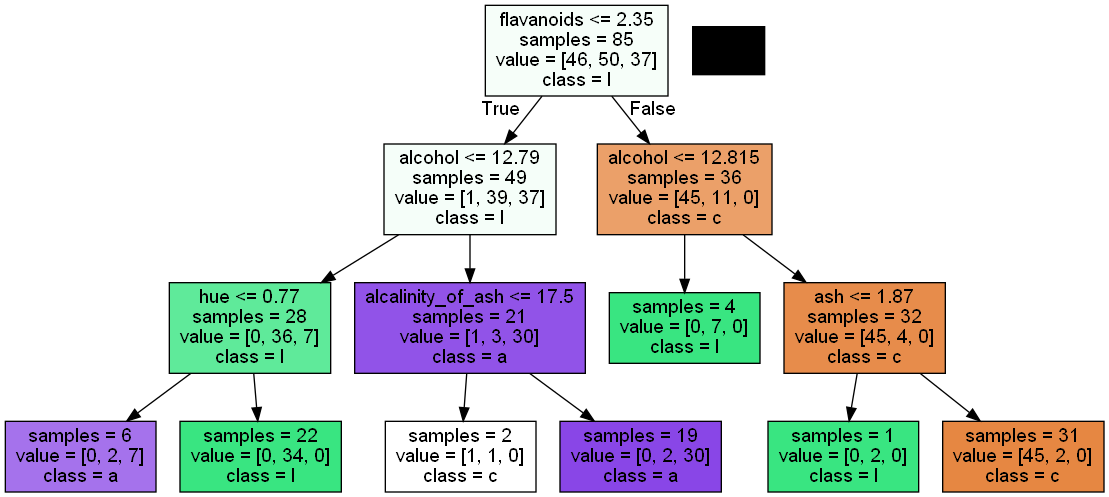 flavanoids <= 2.35
samples = 85
value = [46, 50, 37]
class = l
True
False
alcohol <= 12.79
samples = 49
value = [1, 39, 37]
class = l
alcohol <= 12.815
samples = 36
value = [45, 11, 0]
class = c
hue <= 0.77
samples = 28
value = [0, 36, 7]
class = l
alcalinity_of_ash <= 17.5
samples = 21
value = [1, 3, 30]
class = a
samples = 4
value = [0, 7, 0]
class = l
ash <= 1.87
samples = 32
value = [45, 4, 0]
class = c
samples = 6
value = [0, 2, 7]
class = a
samples = 22
value = [0, 34, 0]
class = l
samples = 2
value = [1, 1, 0]
class = c
samples = 19
value = [0, 2, 30]
class = a
samples = 1
value = [0, 2, 0]
class = l
samples = 31
value = [45, 2, 0]
class = c